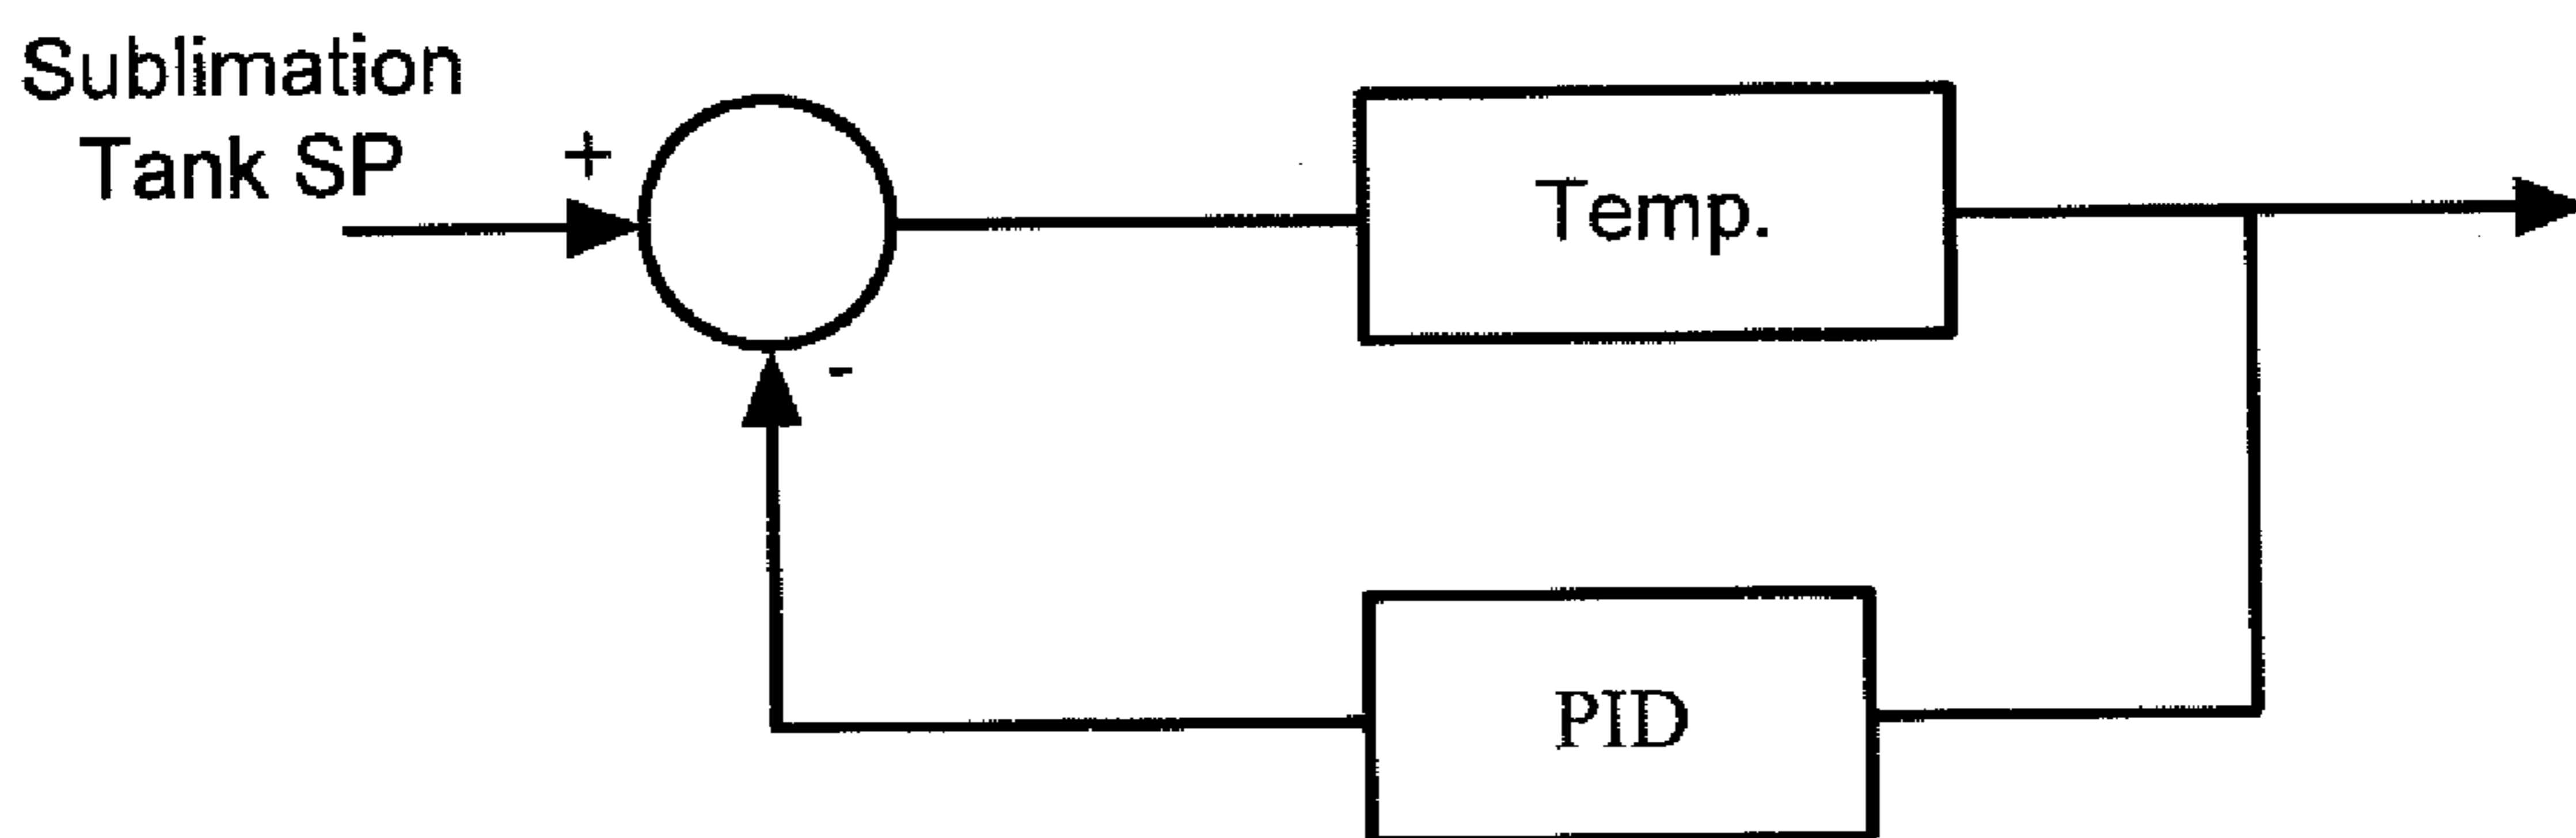 Sublimation
Tank SP
+
Temp.
-
PID